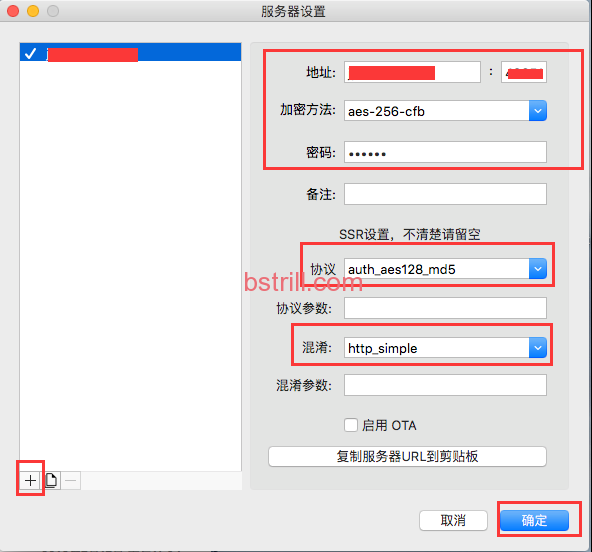 服务器设置
地址:
:
加密方法:
aes-256-cfb
密码:
••••••
备注:
SSR设置，不清楚请留空
协议
auth_aes128_md5
bstrill.com
协议参数:
混淆:
http_simple
混淆参数:
启用 OTA
复制服务器URL到剪贴板
取消
确定